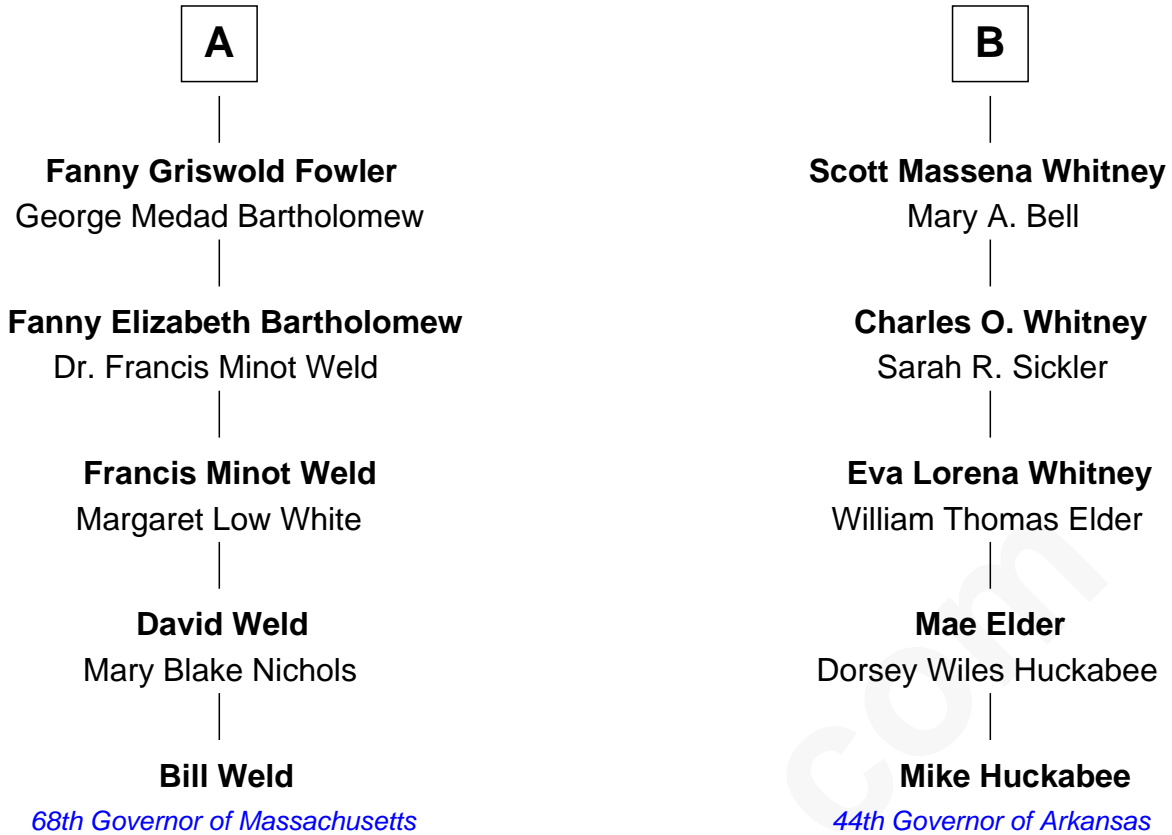 A
Fanny Griswold Fowler
George Medad Bartholomew
Fanny Elizabeth Bartholomew
Dr. Francis Minot Weld
Francis Minot Weld
Margaret Low White
David Weld
Mary Blake Nichols
Bill Weld
68th Governor of Massachusetts
B
Scott Massena Whitney
Mary A. Bell
Charles O. Whitney
Sarah R. Sickler
Eva Lorena Whitney
William Thomas Elder
Mae Elder
Dorsey Wiles Huckabee
Mike Huckabee
44th Governor of Arkansas
com